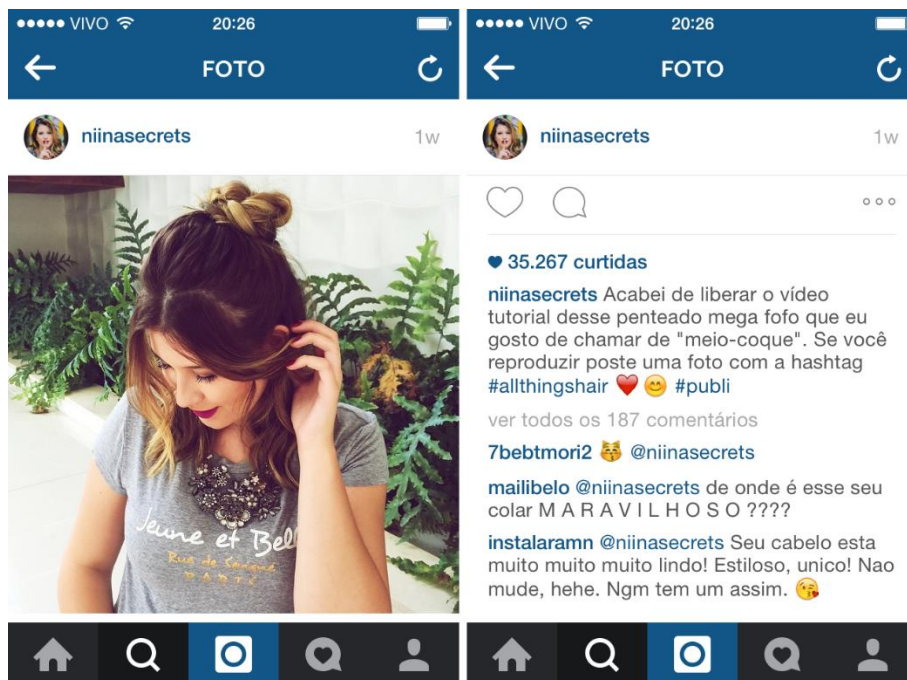 VIVO 20:26
FOTO
niinasecrets 1w
Jeune et Bell
Rue de
PARIS
VIVO 20:26
FOTO
niinasecrets 1w
35.267 curtidas
niinasecrets Acabei de liberar o vídeo
tutorial desse penteado mega fofo que eu
gosto de chamar de "meio-coque". Se você
reproduzir poste uma foto com a hashtag
#allthingshair ❤️ 😊 #publi
ver todos os 187 comentários
7bebtmori2 😽 @niinasecrets
mailibelo @niinasecrets de onde é esse seu
colar M A R A V I L H O S O ????
instalaramn @niinasecrets Seu cabelo esta
muito muito muito lindo! Estiloso, unico! Nao
mude, hehe. Ngm tem um assim. 😘